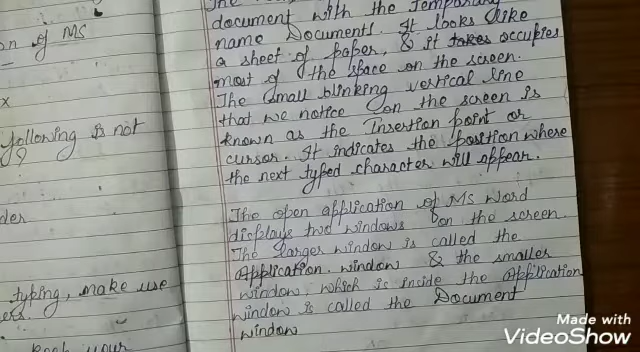 on of MS
x
following is not
?
der
typing, make use
ers.
your
The
document with the Temporary
name Documents. It looks like
a sheet of paper, & it takes occupies
most of the space on the screen.
The small blinking vertical line
that we notice on the screen is
known as the Insertion point or
cursor. It indicates the position where
the next typed character will appear.
The open application of MS Word
displays two windows on the screen.
The larger window is called the
Application window & the smaller
window, which is inside the Application
window is called the Document
window
Made with
VideoShow